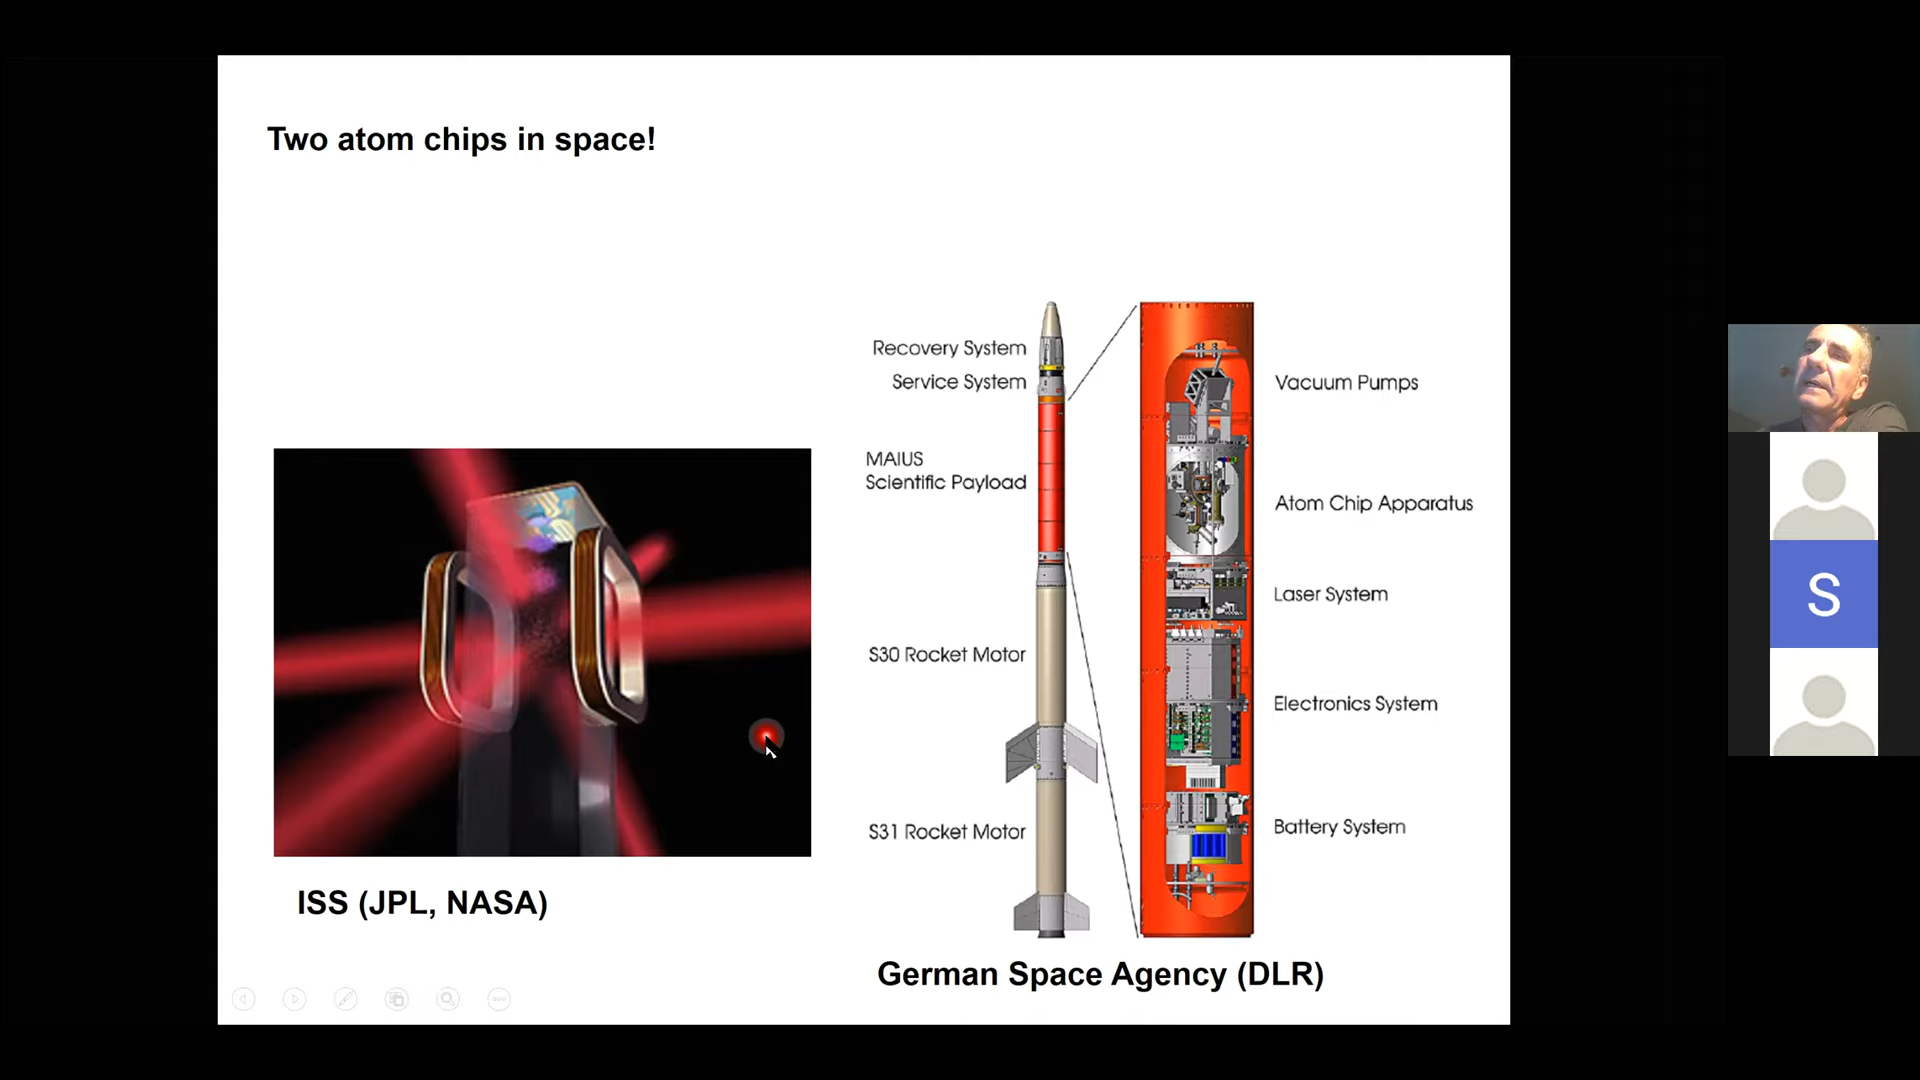 Two atom chips in space!
Recovery System
Service System
MAIUS
Scientific Payload
S30 Rocket Motor
S31 Rocket Motor
Vacuum Pumps
Atom Chip Apparatus
Laser System
Electronics System
Battery System
ISS (JPL, NASA)
German Space Agency (DLR)
S